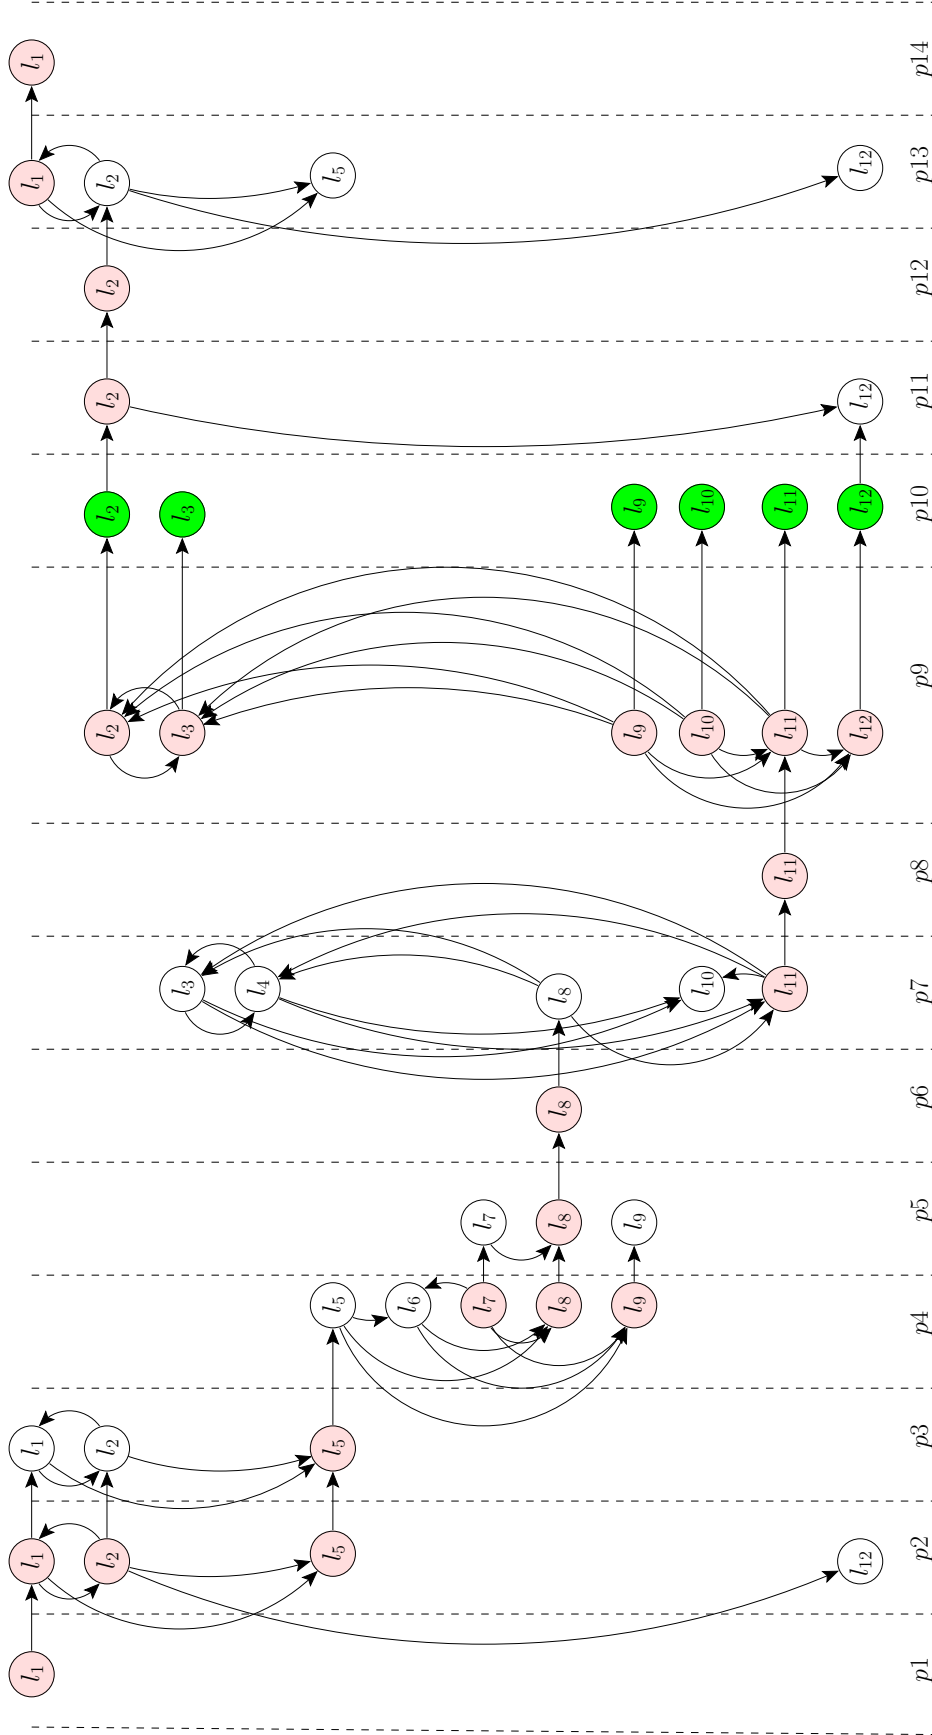 l₁ l₁ l₁ l₁ l₁
l₂ l₂ l₂ l₂ l₂ l₂ l₂
l₃ l₃ l₃
l₄
l₅ l₅ l₅ l₅
l₆
l₇ l₇
l₈ l₈ l₈ l₈
l₉ l₉ l₉ l₉
l₁₀ l₁₀ l₁₀
l₁₁ l₁₁ l₁₁ l₁₁
l₁₂ l₁₂ l₁₂ l₁₂ l₁₂
p1 p2 p3 p4 p5 p6 p7 p8 p9 p10 p11 p12 p13 p14